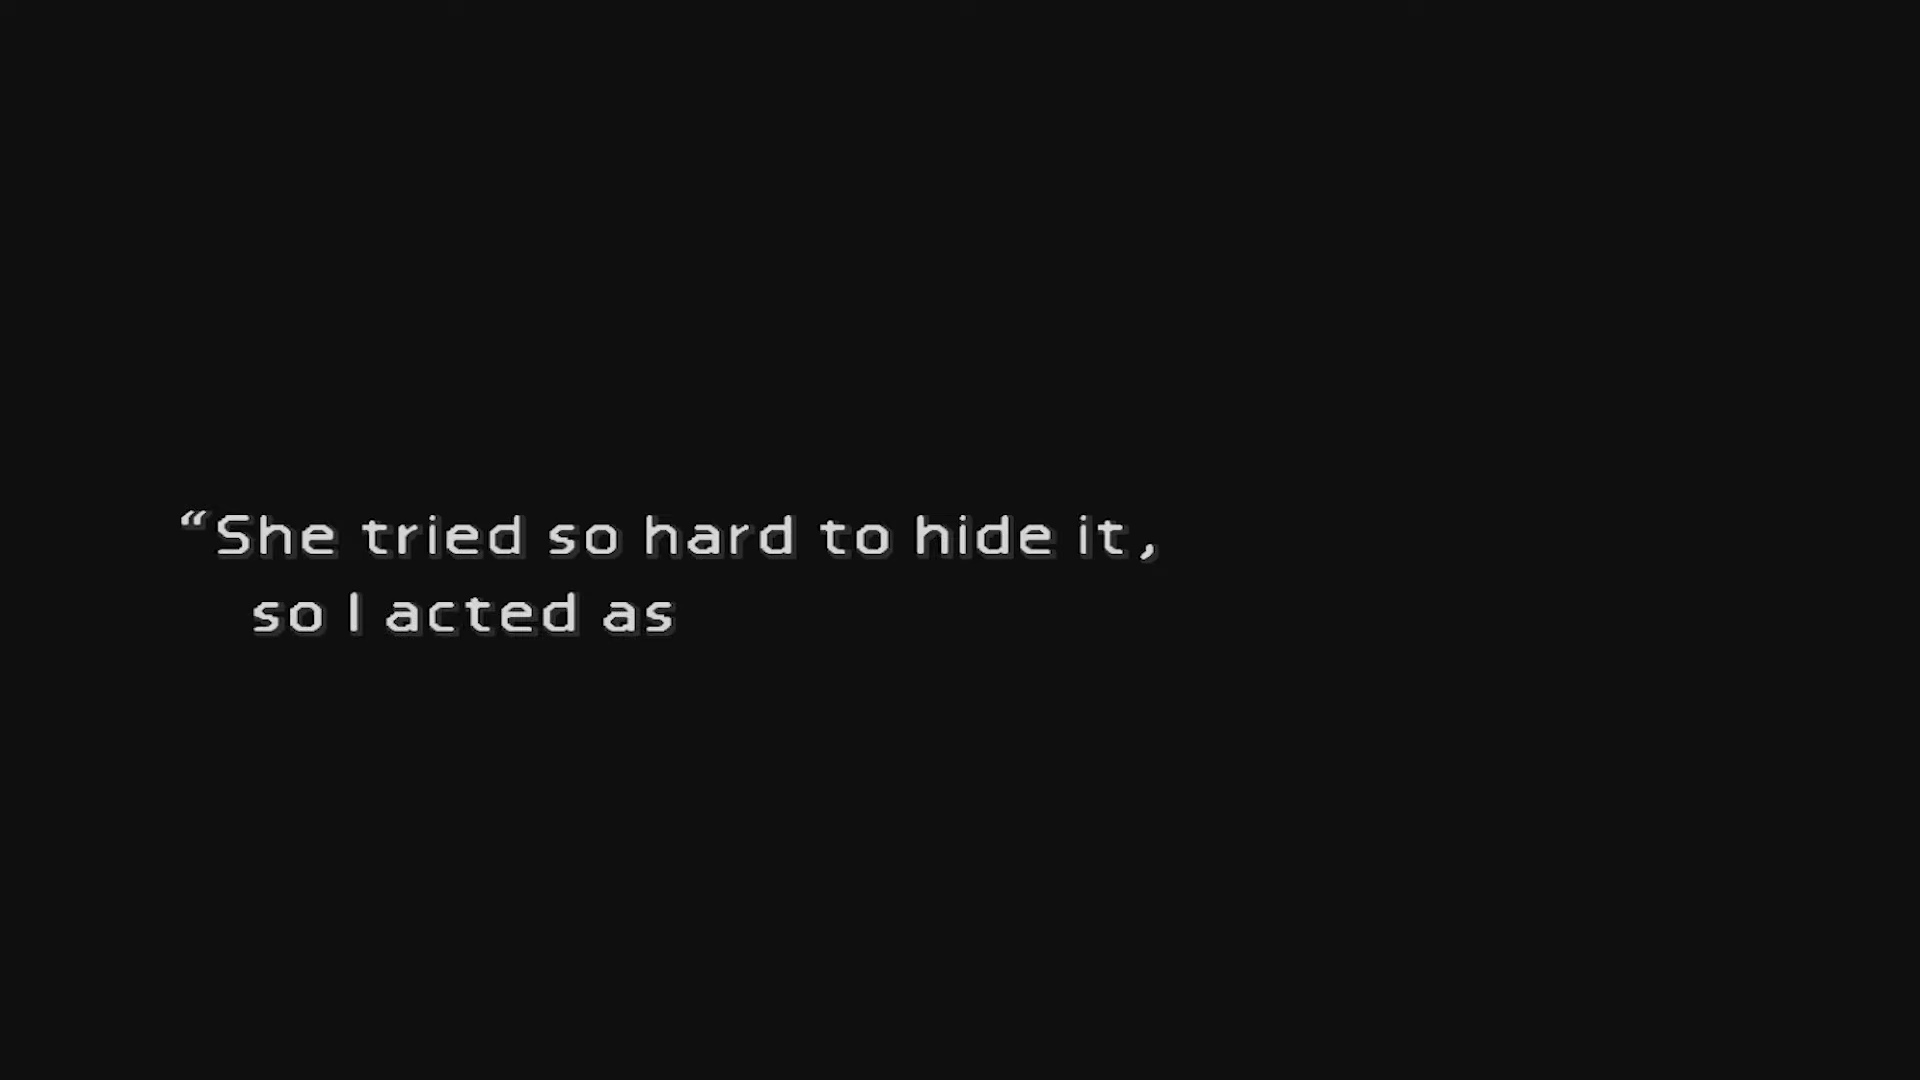 “She tried so hard to hide it,
so I acted as